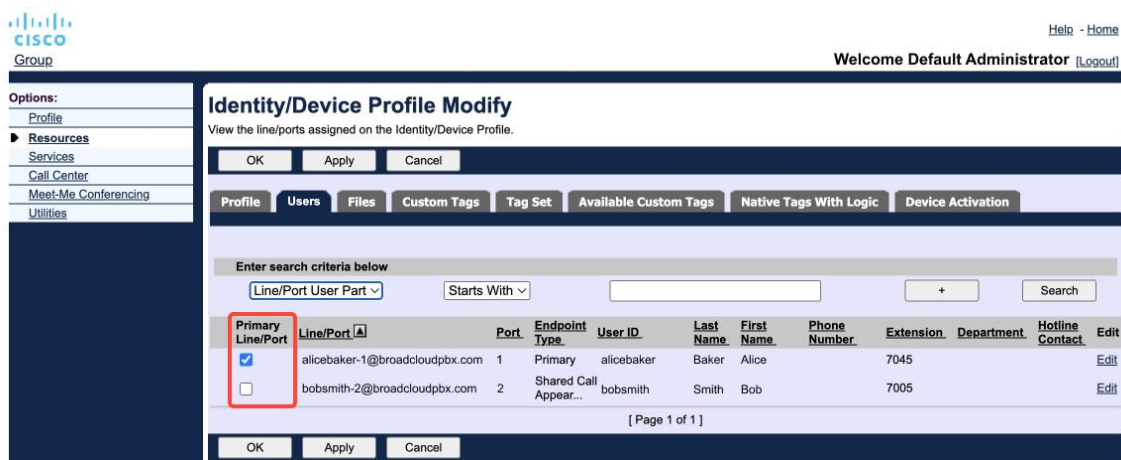 CISCO
Help - Home
Group
Welcome Default Administrator [Logout]
Options:
Profile
Resources
Services
Call Center
Meet-Me Conferencing
Utilities
Identity/Device Profile Modify
View the line/ports assigned on the Identity/Device Profile.
OK Apply Cancel
Profile Users Files Custom Tags Tag Set Available Custom Tags Native Tags With Logic Device Activation
Enter search criteria below
Line/Port User Part Starts With + Search
Primary Line/Port Line/Port Port Endpoint Type User ID Last Name First Name Phone Number Extension Department Hotline Contact Edit
alicebaker-1@broadcloudpbx.com 1 Primary alicebaker Baker Alice 7045 Edit
bobsmith-2@broadcloudpbx.com 2 Shared Call Appear... bobsmith Smith Bob 7005 Edit
[ Page 1 of 1 ]
OK Apply Cancel